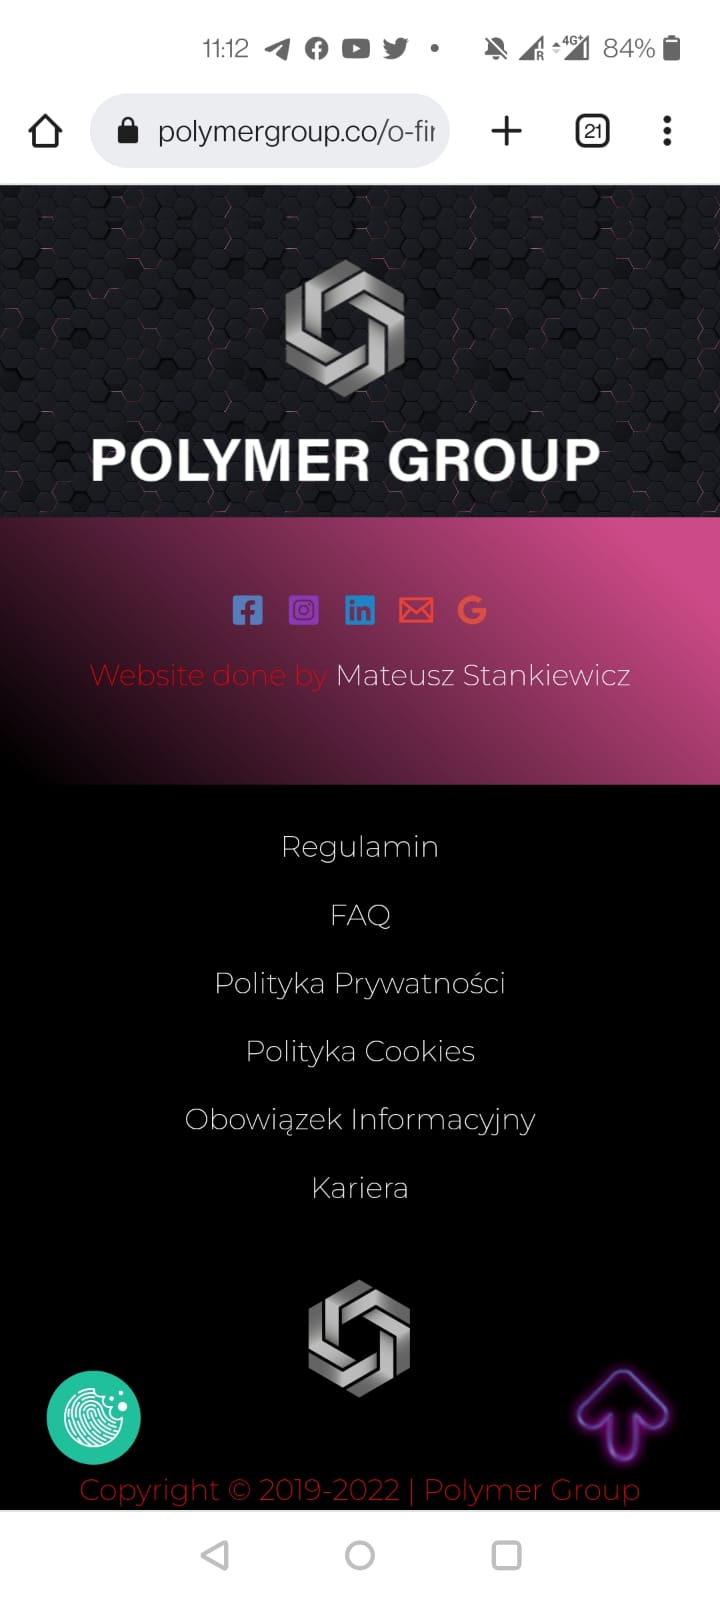 11:12 4G+ R 84%
polymergroup.co/o-fir 21
POLYMER GROUP
Website done by Mateusz Stankiewicz
Regulamin
FAQ
Polityka Prywatności
Polityka Cookies
Obowiązek Informacyjny
Kariera
Copyright © 2019-2022 | Polymer Group